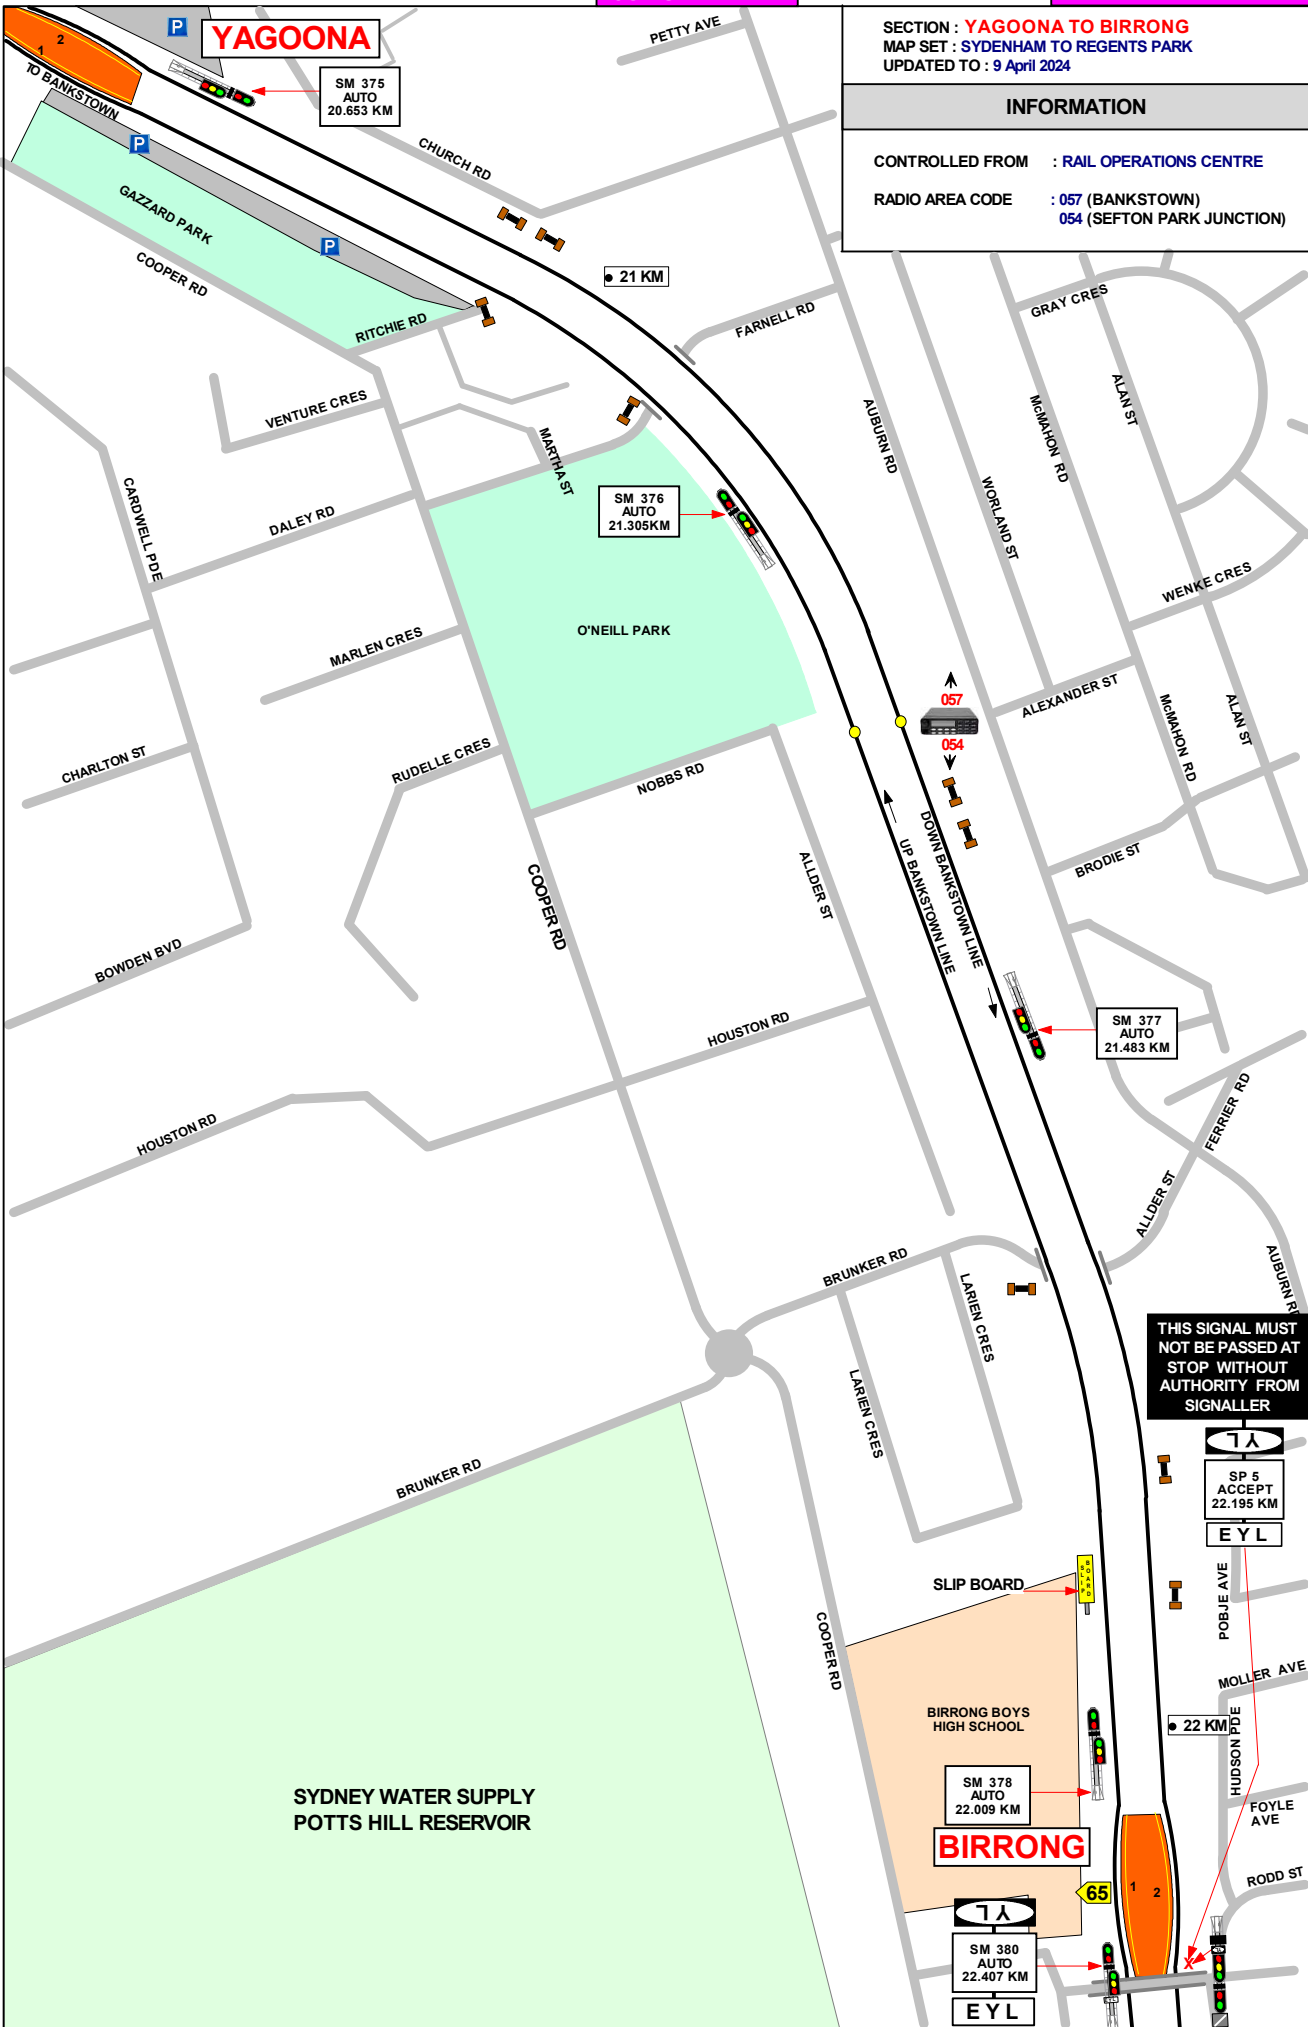 SECTION : YAGOONA TO BIRRONG
MAP SET : SYDENHAM TO REGENTS PARK
UPDATED TO : 9 April 2024
INFORMATION
CONTROLLED FROM : RAIL OPERATIONS CENTRE
RADIO AREA CODE : 057 (BANKSTOWN)
054 (SEFTON PARK JUNCTION)
P
YAGOONA
2
1
TO BANKSTOWN
SM 375
AUTO
20.653 KM
PETTY AVE
P
CHURCH RD
GAZZARD PARK
P
COOPER RD
21 KM
RITCHIE RD
FARNELL RD
GRAY CRES
VENTURE CRES
ALAN ST
McMAHON RD
AUBURN RD
MARTHA ST
CARDWELL PDE
DALEY RD
SM 376
AUTO
21.305KM
WORLAND ST
WENKE CRES
O'NEILL PARK
MARLEN CRES
057
054
ALEXANDER ST
McMAHON RD
ALAN ST
CHARLTON ST
RUDELLE CRES
NOBBS RD
UP BANKSTOWN LINE
DOWN BANKSTOWN LINE
BRODIE ST
ALLDER ST
COOPER RD
BOWDEN BVD
HOUSTON RD
SM 377
AUTO
21.483 KM
HOUSTON RD
FERRIER RD
ALLDER ST
AUBURN RD
BRUNKER RD
LARIEN CRES
LARIEN CRES
THIS SIGNAL MUST
NOT BE PASSED AT
STOP WITHOUT
AUTHORITY FROM
SIGNALLER
YL
SP 5
ACCEPT
22.195 KM
E Y L
BRUNKER RD
SLIP BOARD
SLIP
BOARD
POBJE AVE
COOPER RD
MOLLER AVE
BIRRONG BOYS
HIGH SCHOOL
22 KM
HUDSON PDE
SM 378
AUTO
22.009 KM
FOYLE
AVE
SYDNEY WATER SUPPLY
POTTS HILL RESERVOIR
BIRRONG
RODD ST
65
1
2
YL
SM 380
AUTO
22.407 KM
E Y L
X